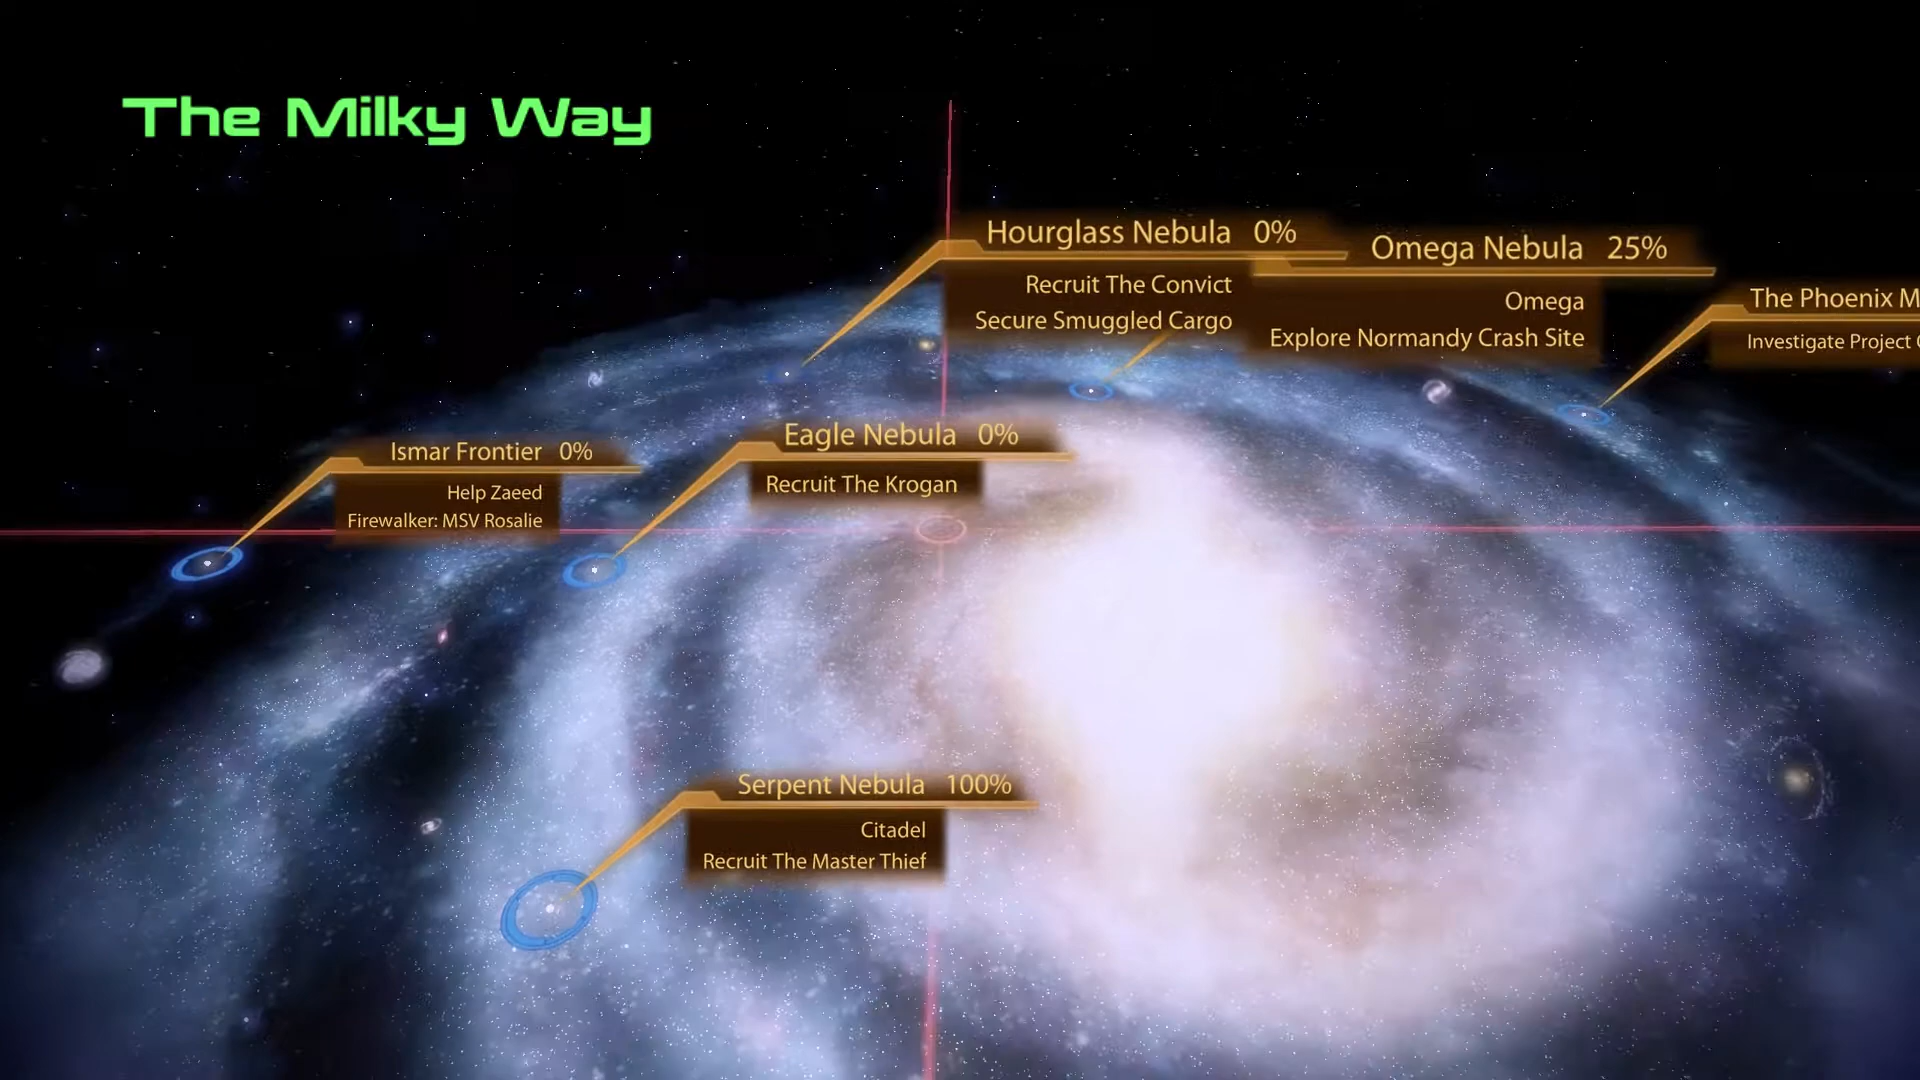 The Milky Way
Hourglass Nebula 0%
Recruit The Convict
Secure Smuggled Cargo
Omega Nebula 25%
Omega
Explore Normandy Crash Site
The Phoenix M
Investigate Project
Ismar Frontier 0%
Help Zaeed
Firewalker: MSV Rosalie
Eagle Nebula 0%
Recruit The Krogan
Serpent Nebula 100%
Citadel
Recruit The Master Thief